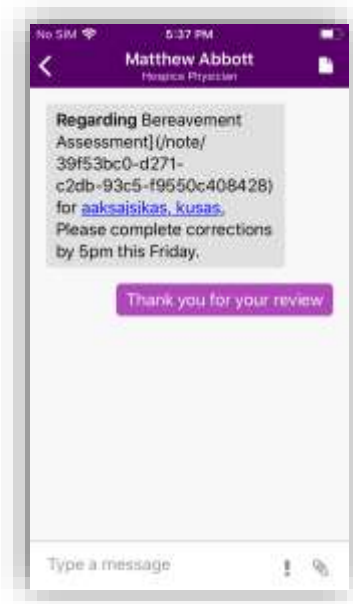 No SIM 5:37 PM
Matthew Abbott
Hospice Physician
Regarding Bereavement
Assessment](/note/
39f53bc0-d271-
c2db-93c5-f9550c408428)
for aaksajsikas, kusas.
Please complete corrections
by 5pm this Friday.
Thank you for your review
Type a message !